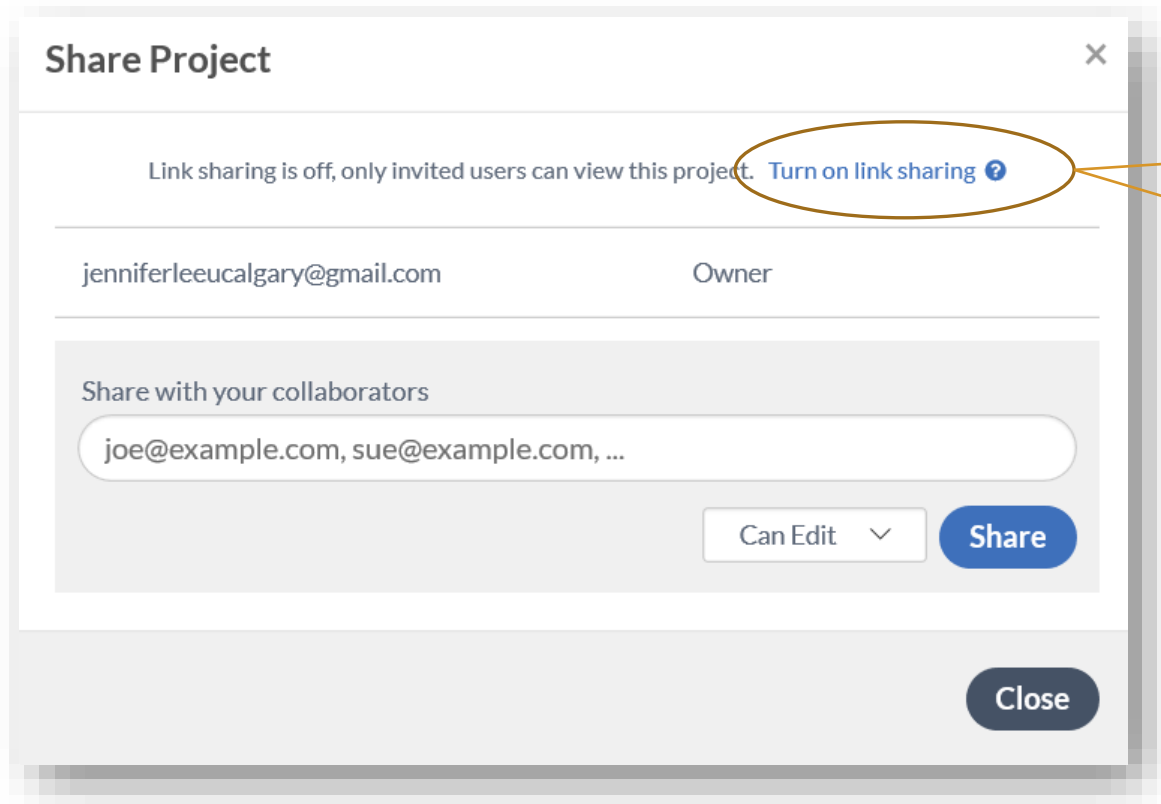 Share Project ×
Link sharing is off, only invited users can view this project. Turn on link sharing ?
jenniferleeucalgary@gmail.com Owner
Share with your collaborators
joe@example.com, sue@example.com, ...
Can Edit Share
Close